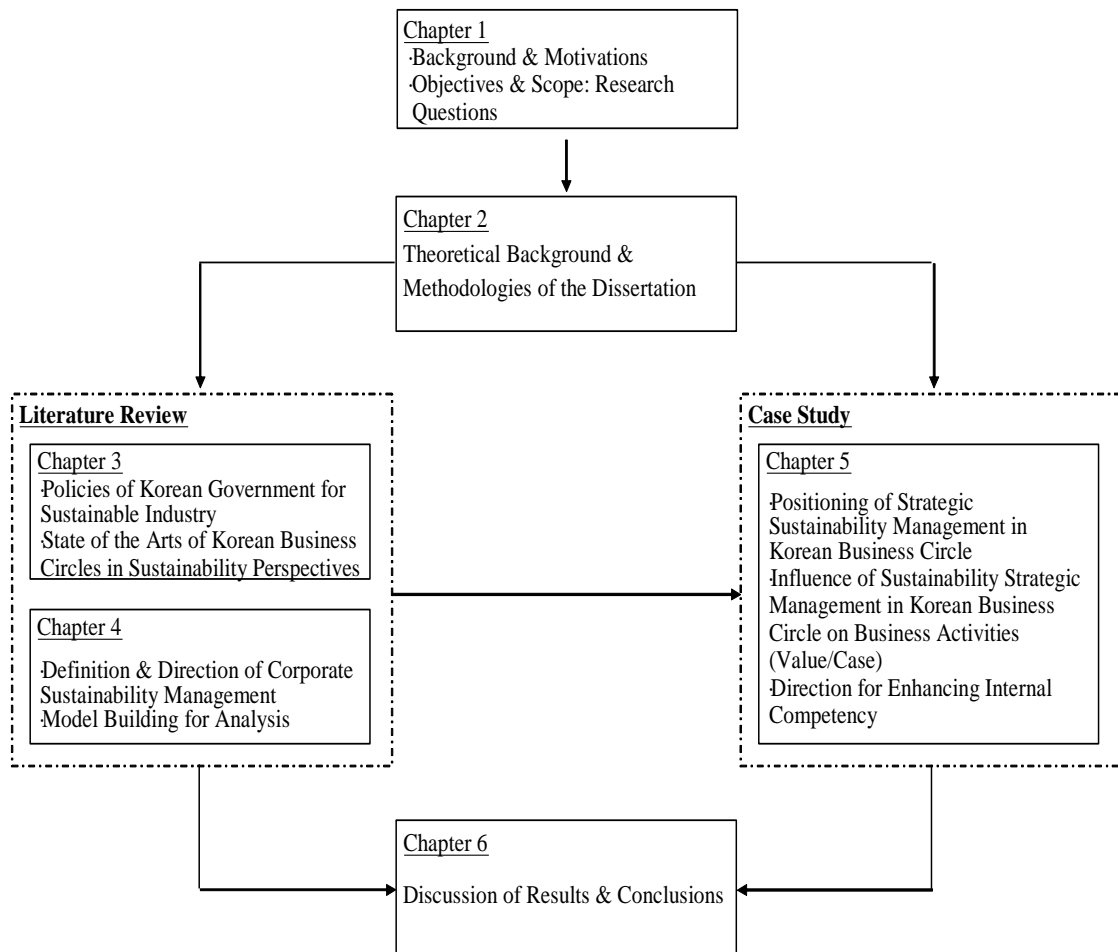 Chapter 1
·Background & Motivations
·Objectives & Scope: Research
Questions
Chapter 2
Theoretical Background &
Methodologies of the Dissertation
Literature Review
Chapter 3
·Policies of Korean Government for
Sustainable Industry
·State of the Arts of Korean Business
Circles in Sustainability Perspectives
Chapter 4
·Definition & Direction of Corporate
Sustainability Management
·Model Building for Analysis
Case Study
Chapter 5
·Positioning of Strategic
Sustainability Management in
Korean Business Circle
·Influence of Sustainability Strategic
Management in Korean Business
Circle on Business Activities
(Value/Case)
·Direction for Enhancing Internal
Competency
Chapter 6
Discussion of Results & Conclusions